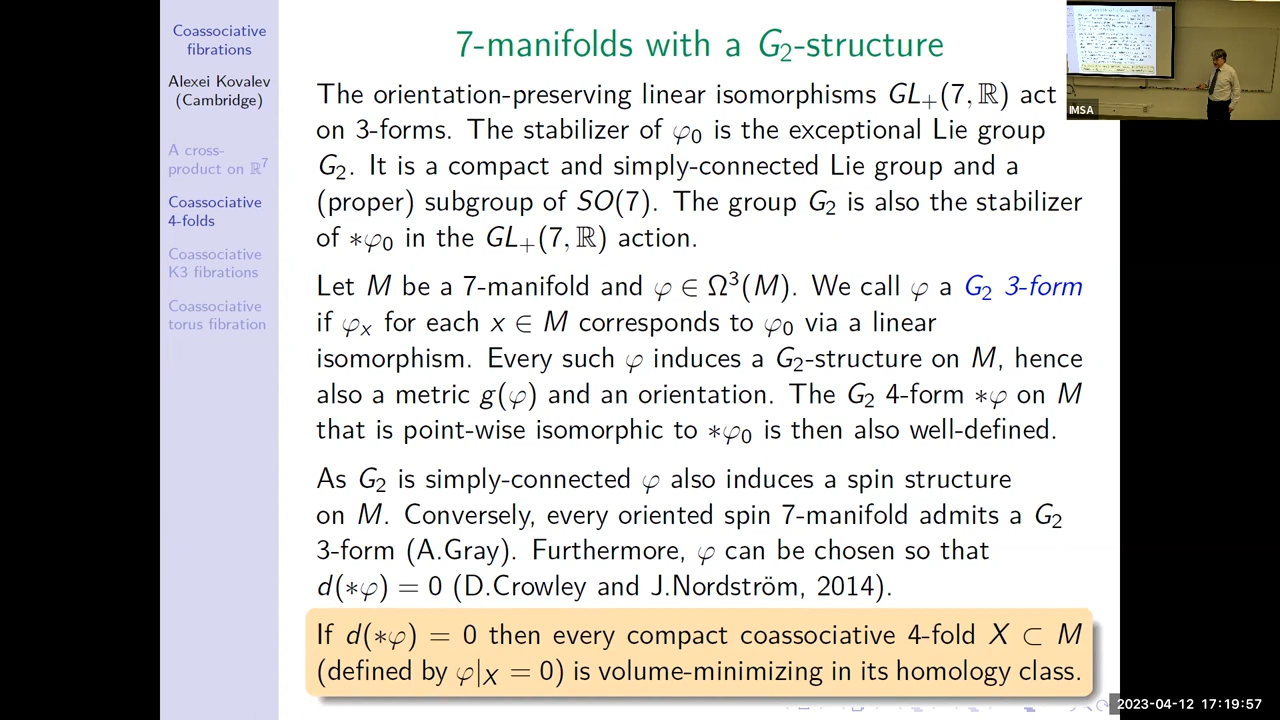 Coassociative
fibrations
Alexei Kovalev
(Cambridge)
A cross-
product on ℝ⁷
Coassociative
4-folds
Coassociative
K3 fibrations
Coassociative
torus fibration
7-manifolds with a G₂-structure
The orientation-preserving linear isomorphisms GL₊(7, ℝ) act
on 3-forms. The stabilizer of φ₀ is the exceptional Lie group
G₂. It is a compact and simply-connected Lie group and a
(proper) subgroup of SO(7). The group G₂ is also the stabilizer
of ∗φ₀ in the GL₊(7, ℝ) action.
Let M be a 7-manifold and φ ∈ Ω³(M). We call φ a G₂ 3-form
if φₓ for each x ∈ M corresponds to φ₀ via a linear
isomorphism. Every such φ induces a G₂-structure on M, hence
also a metric g(φ) and an orientation. The G₂ 4-form ∗φ on M
that is point-wise isomorphic to ∗φ₀ is then also well-defined.
As G₂ is simply-connected φ also induces a spin structure
on M. Conversely, every oriented spin 7-manifold admits a G₂
3-form (A.Gray). Furthermore, φ can be chosen so that
d(∗φ) = 0 (D.Crowley and J.Nordström, 2014).
If d(∗φ) = 0 then every compact coassociative 4-fold X ⊂ M
(defined by φ|X = 0) is volume-minimizing in its homology class.
IMSA
2023-04-12 17:19:57